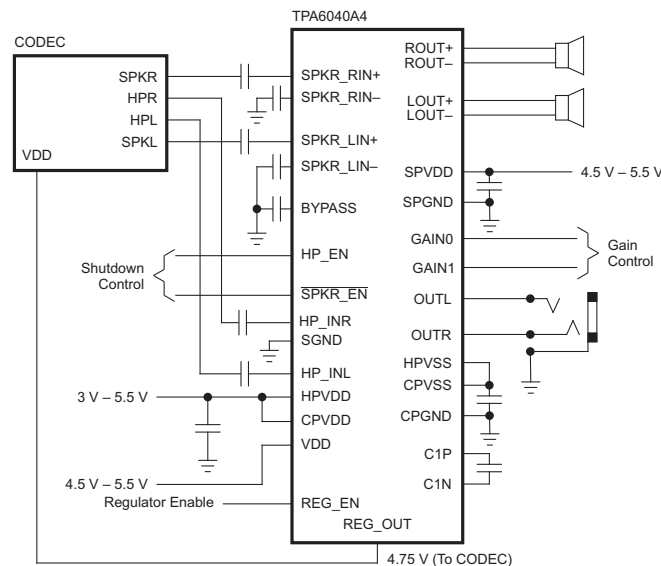 TPA6040A4
CODEC
SPKR
HPR
HPL
SPKL
VDD
SPKR_RIN+
SPKR_RIN–
SPKR_LIN+
SPKR_LIN–
BYPASS
HP_EN
SPKR_EN
HP_INR
SGND
HP_INL
HPVDD
CPVDD
VDD
REG_EN
REG_OUT
Shutdown
Control
3 V – 5.5 V
4.5 V – 5.5 V
Regulator Enable
ROUT+
ROUT–
LOUT+
LOUT–
SPVDD
SPGND
GAIN0
GAIN1
OUTL
OUTR
HPVSS
CPVSS
CPGND
C1P
C1N
4.5 V – 5.5 V
Gain
Control
4.75 V (To CODEC)